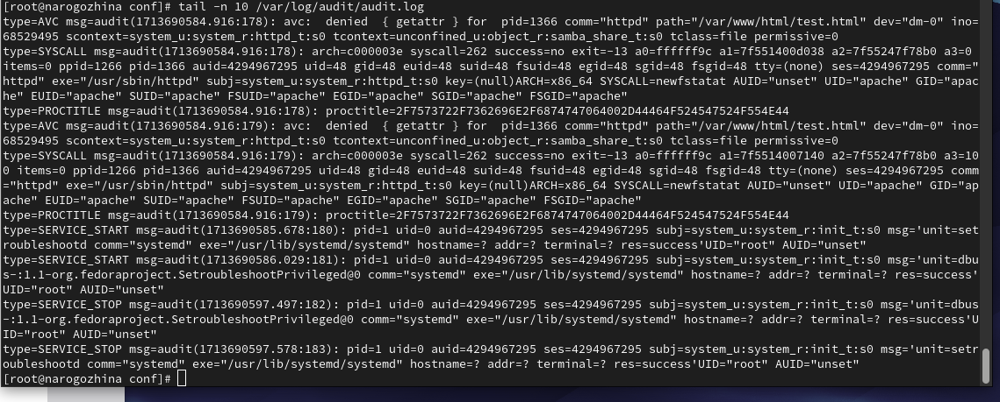 [root@narogozhina conf]# tail -n 10 /var/log/audit/audit.log
type=AVC msg=audit(1713690584.916:178): avc:  denied  { getattr } for  pid=1366 comm="httpd" path="/var/www/html/test.html" dev="dm-0" ino=
68529495 scontext=system_u:system_r:httpd_t:s0 tcontext=unconfined_u:object_r:samba_share_t:s0 tclass=file permissive=0
type=SYSCALL msg=audit(1713690584.916:178): arch=c000003e syscall=262 success=no exit=-13 a0=ffffff9c a1=7f551400d038 a2=7f55247f78b0 a3=0
items=0 ppid=1266 pid=1366 auid=4294967295 uid=48 gid=48 euid=48 suid=48 fsuid=48 egid=48 sgid=48 fsgid=48 tty=(none) ses=4294967295 comm="
httpd" exe="/usr/sbin/httpd" subj=system_u:system_r:httpd_t:s0 key=(null)ARCH=x86_64 SYSCALL=newfstatat AUID="unset" UID="apache" GID="apac
he" EUID="apache" SUID="apache" FSUID="apache" EGID="apache" SGID="apache" FSGID="apache"
type=PROCTITLE msg=audit(1713690584.916:178): proctitle=2F7573722F7362696E2F6874747064002D44464F524547524F554E44
type=AVC msg=audit(1713690584.916:179): avc:  denied  { getattr } for  pid=1366 comm="httpd" path="/var/www/html/test.html" dev="dm-0" ino=
68529495 scontext=system_u:system_r:httpd_t:s0 tcontext=unconfined_u:object_r:samba_share_t:s0 tclass=file permissive=0
type=SYSCALL msg=audit(1713690584.916:179): arch=c000003e syscall=262 success=no exit=-13 a0=ffffff9c a1=7f5514007140 a2=7f55247f78b0 a3=10
0 items=0 ppid=1266 pid=1366 auid=4294967295 uid=48 gid=48 euid=48 suid=48 fsuid=48 egid=48 sgid=48 fsgid=48 tty=(none) ses=4294967295 comm
="httpd" exe="/usr/sbin/httpd" subj=system_u:system_r:httpd_t:s0 key=(null)ARCH=x86_64 SYSCALL=newfstatat AUID="unset" UID="apache" GID="ap
ache" EUID="apache" SUID="apache" FSUID="apache" EGID="apache" SGID="apache" FSGID="apache"
type=PROCTITLE msg=audit(1713690584.916:179): proctitle=2F7573722F7362696E2F6874747064002D44464F524547524F554E44
type=SERVICE_START msg=audit(1713690585.678:180): pid=1 uid=0 auid=4294967295 ses=4294967295 subj=system_u:system_r:init_t:s0 msg='unit=set
roubleshootd comm="systemd" exe="/usr/lib/systemd/systemd" hostname=? addr=? terminal=? res=success'UID="root" AUID="unset"
type=SERVICE_START msg=audit(1713690586.029:181): pid=1 uid=0 auid=4294967295 ses=4294967295 subj=system_u:system_r:init_t:s0 msg='unit=dbu
s-:1.1-org.fedoraproject.SetroubleshootPrivileged@0 comm="systemd" exe="/usr/lib/systemd/systemd" hostname=? addr=? terminal=? res=success'
UID="root" AUID="unset"
type=SERVICE_STOP msg=audit(1713690597.497:182): pid=1 uid=0 auid=4294967295 ses=4294967295 subj=system_u:system_r:init_t:s0 msg='unit=dbus
-:1.1-org.fedoraproject.SetroubleshootPrivileged@0 comm="systemd" exe="/usr/lib/systemd/systemd" hostname=? addr=? terminal=? res=success'U
ID="root" AUID="unset"
type=SERVICE_STOP msg=audit(1713690597.578:183): pid=1 uid=0 auid=4294967295 ses=4294967295 subj=system_u:system_r:init_t:s0 msg='unit=setr
oubleshootd comm="systemd" exe="/usr/lib/systemd/systemd" hostname=? addr=? terminal=? res=success'UID="root" AUID="unset"
[root@narogozhina conf]#